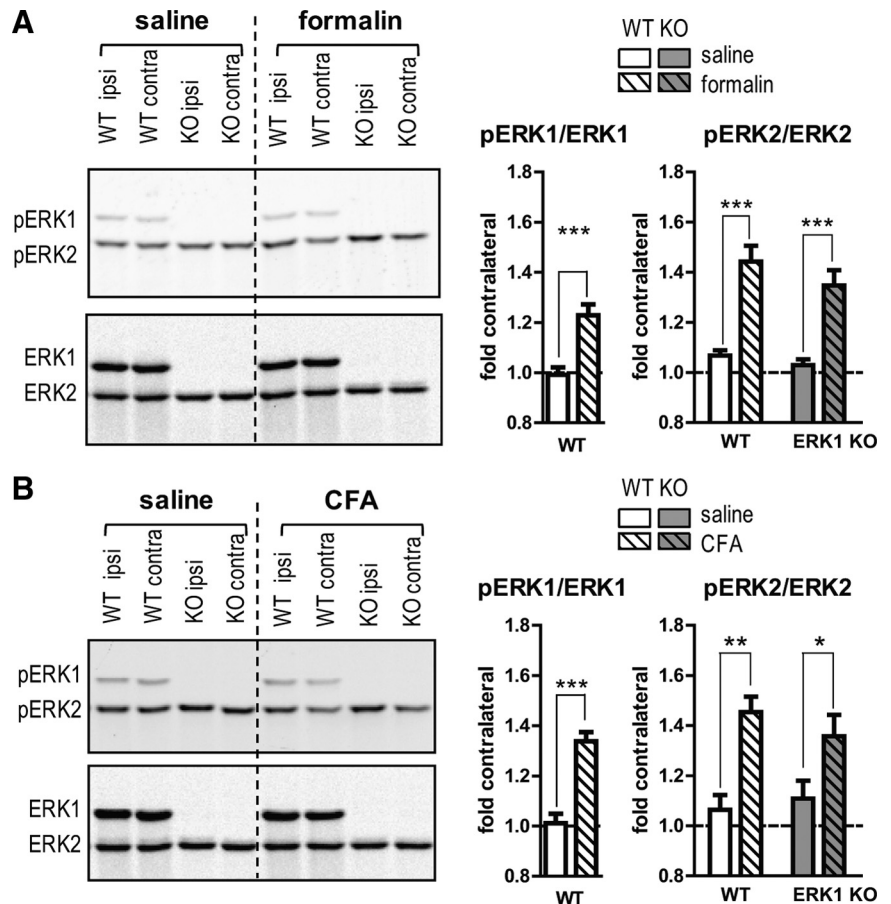 A
saline
formalin
WT ipsi
WT contra
KO ipsi
KO contra
WT ipsi
WT contra
KO ipsi
KO contra
pERK1
pERK2
ERK1
ERK2
WT KO
saline
formalin
pERK1/ERK1
fold contralateral
1.8
1.6
1.4
1.2
1.0
0.8
***
WT
pERK2/ERK2
fold contralateral
1.8
1.6
1.4
1.2
1.0
0.8
***
***
WT
ERK1 KO
B
saline
CFA
WT ipsi
WT contra
KO ipsi
KO contra
WT ipsi
WT contra
KO ipsi
KO contra
pERK1
pERK2
ERK1
ERK2
WT KO
saline
CFA
pERK1/ERK1
fold contralateral
1.8
1.6
1.4
1.2
1.0
0.8
***
WT
pERK2/ERK2
fold contralateral
1.8
1.6
1.4
1.2
1.0
0.8
**
*
WT
ERK1 KO